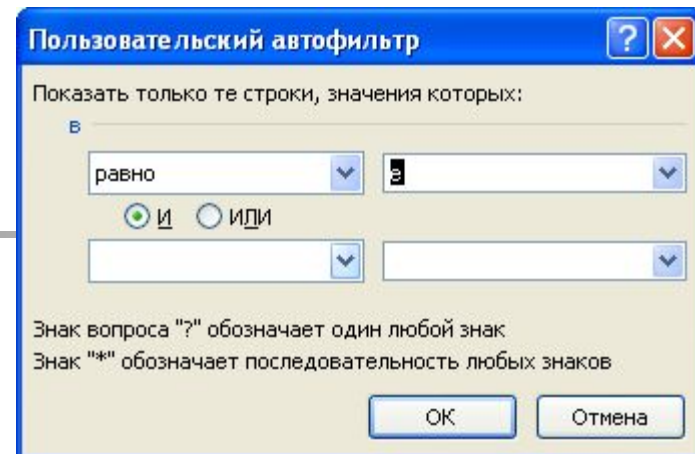 Пользовательский автофильтр
Показать только те строки, значения которых:
в
равно е
И ИЛИ
Знак вопроса "?" обозначает один любой знак
Знак "*" обозначает последовательность любых знаков
ОК Отмена